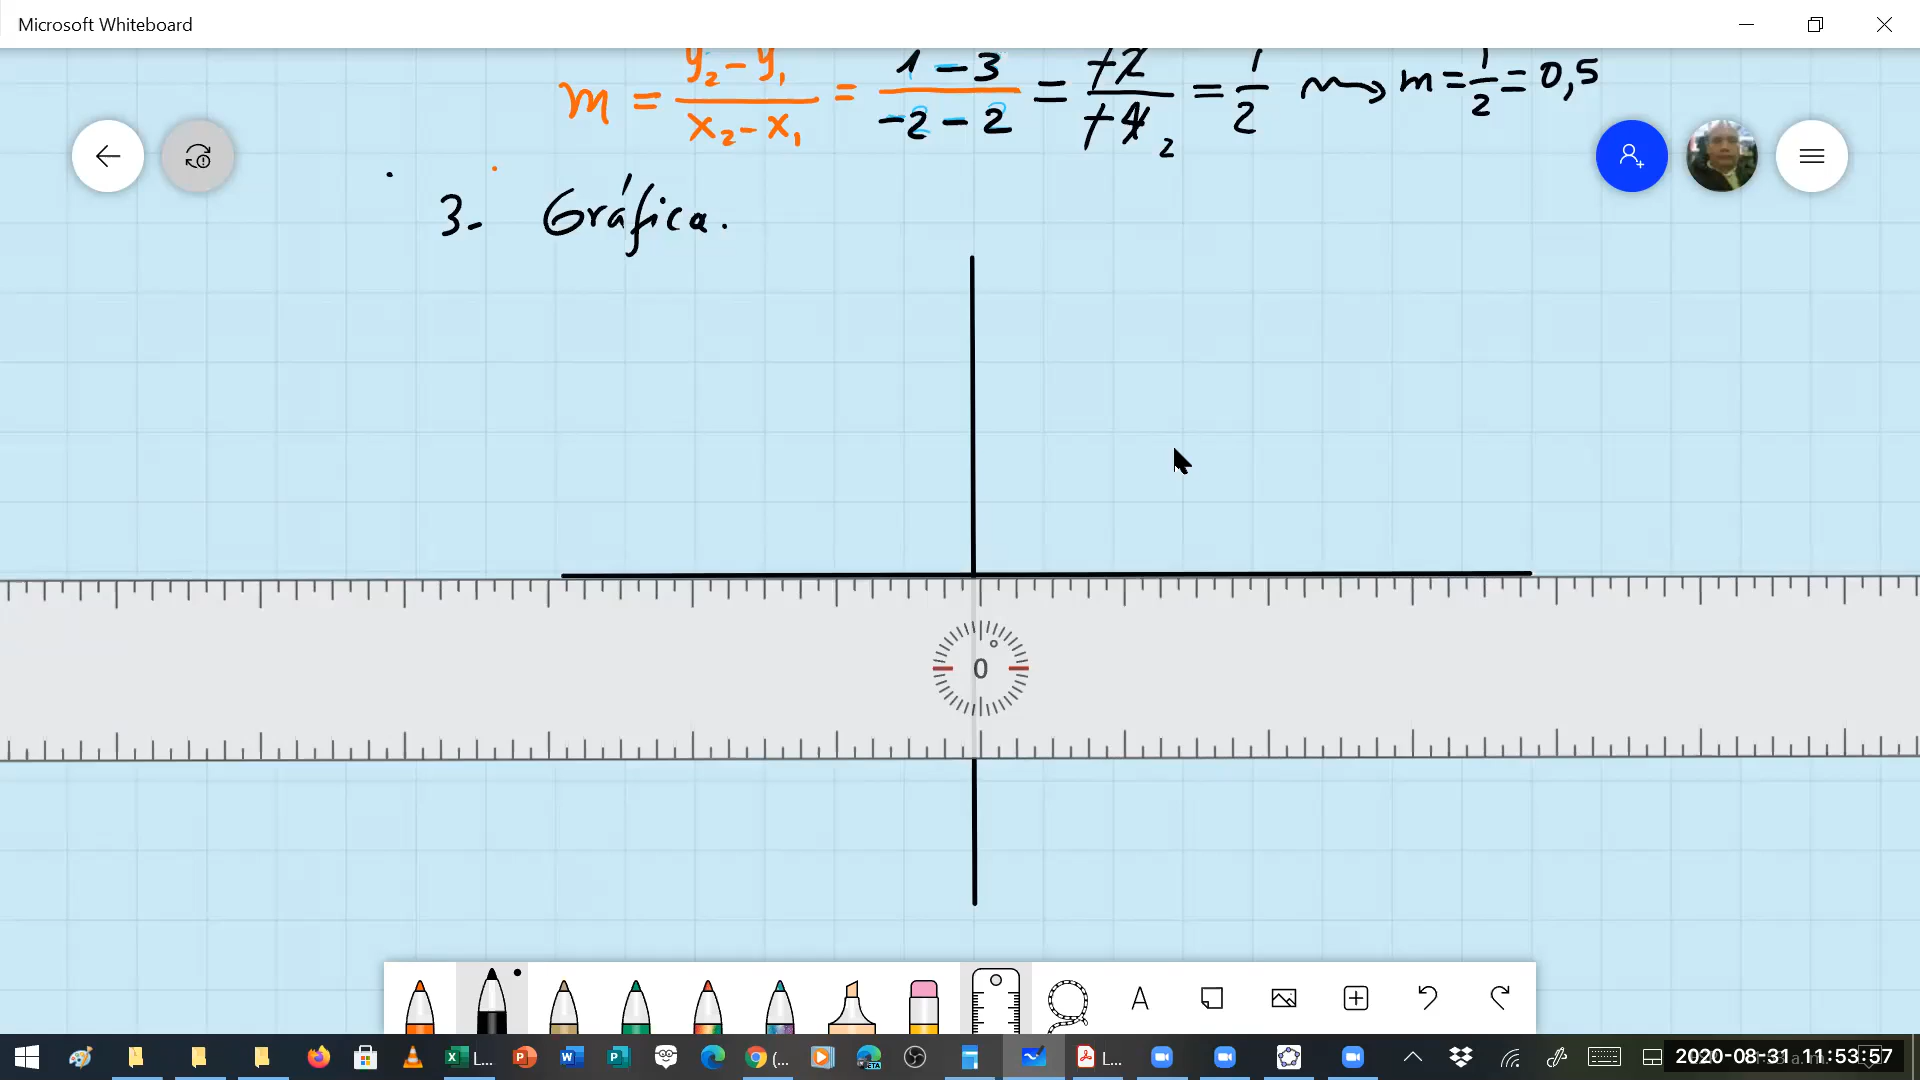 Microsoft Whiteboard
m = y₂ - y₁ / x₂ - x₁ = 1 - 3 / -2 - 2 = -2 / -4 2 = 1 / 2 → m = 1/2 = 0,5
3- Gráfica.
0°
A
L... (... L...
2020-08-31 11:53:57